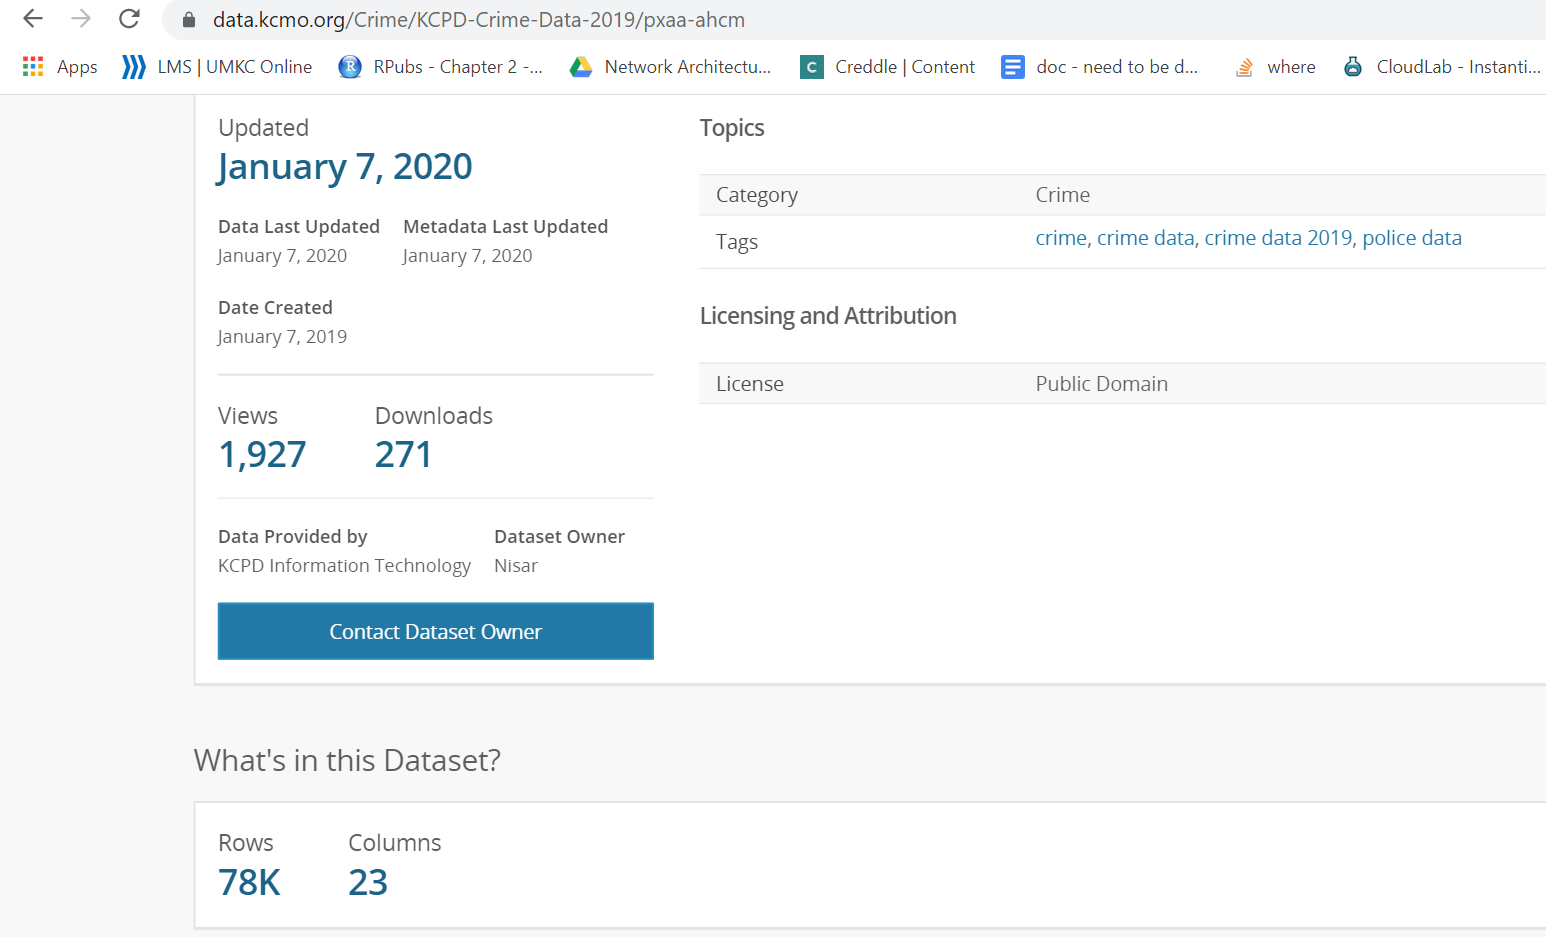 data.kcmo.org/Crime/KCPD-Crime-Data-2019/pxaa-ahcm
Apps LMS | UMKC Online R RPubs - Chapter 2 -... Network Architectu... C Creddle | Content doc - need to be d... where CloudLab - Instanti...
Updated
January 7, 2020
Data Last Updated Metadata Last Updated
January 7, 2020 January 7, 2020
Date Created
January 7, 2019
Views Downloads
1,927 271
Data Provided by Dataset Owner
KCPD Information Technology Nisar
Contact Dataset Owner
Topics
Category Crime
Tags crime, crime data, crime data 2019, police data
Licensing and Attribution
License Public Domain
What's in this Dataset?
Rows Columns
78K 23